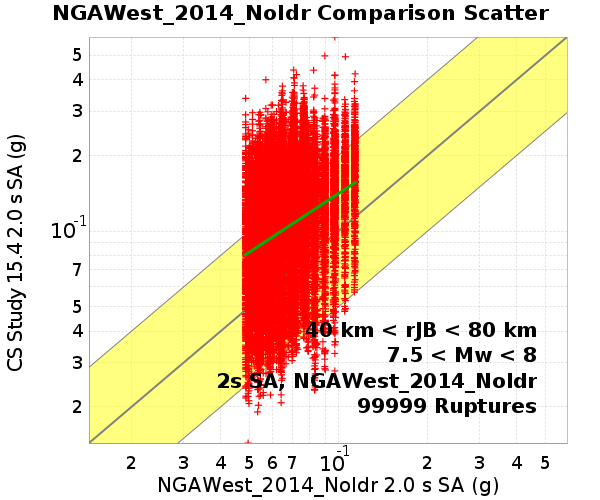 NGAWest_2014_NoIdr Comparison Scatter
CS Study 15.4 2.0 s SA (g)
5
4
3
2
10-1
7
5
4
3
2
40 km < rJB < 80 km
7.5 < Mw < 8
2s SA, NGAWest_2014_NoIdr
99999 Ruptures
2 3 4 5 6 7 10-1 2 3 4 5
NGAWest_2014_NoIdr 2.0 s SA (g)